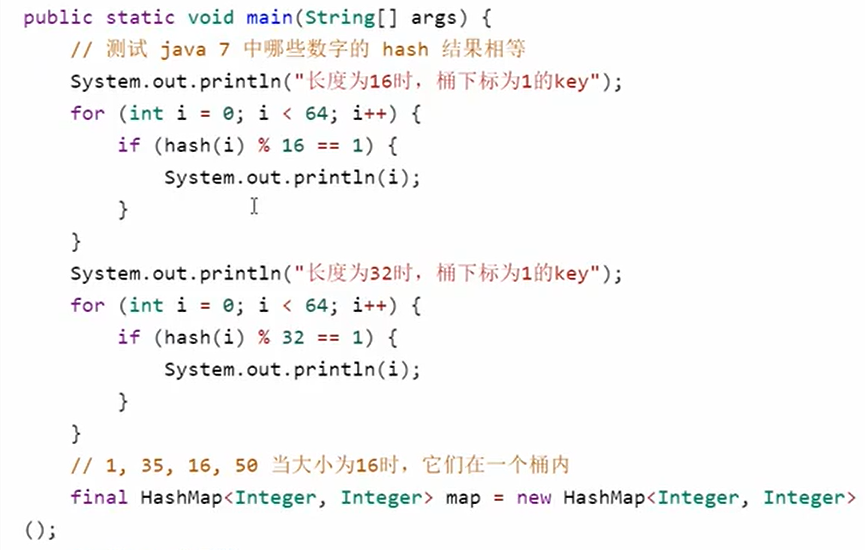 public static void main(String[] args) {
    // 测试 java 7 中哪些数字的 hash 结果相等
    System.out.println("长度为16时，桶下标为1的key");
    for (int i = 0; i < 64; i++) {
        if (hash(i) % 16 == 1) {
            System.out.println(i);
        }
    }
    System.out.println("长度为32时，桶下标为1的key");
    for (int i = 0; i < 64; i++) {
        if (hash(i) % 32 == 1) {
            System.out.println(i);
        }
    }
    // 1, 35, 16, 50 当大小为16时，它们在一个桶内
    final HashMap<Integer, Integer> map = new HashMap<Integer, Integer>
();